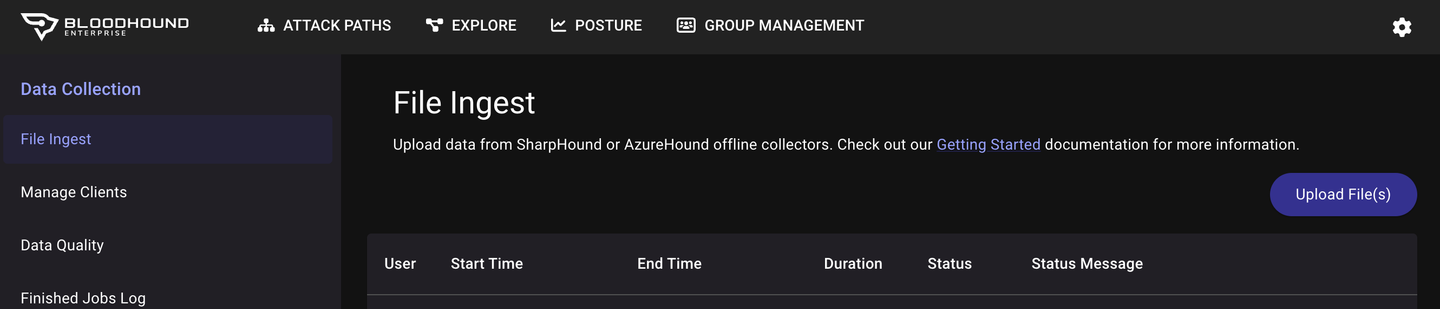 BLOODHOUND
ENTERPRISE
ATTACK PATHS
EXPLORE
POSTURE
GROUP MANAGEMENT
Data Collection
File Ingest
Manage Clients
Data Quality
Finished Jobs Log
File Ingest
Upload data from SharpHound or AzureHound offline collectors. Check out our Getting Started documentation for more information.
Upload File(s)
User Start Time End Time Duration Status Status Message